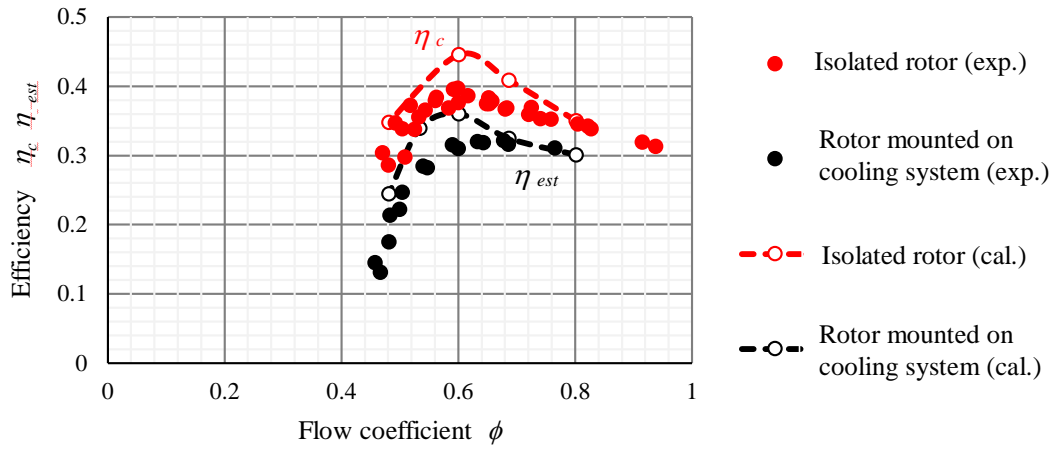 0.5
0.4
0.3
0.2
0.1
0
0
0.2
0.4
0.6
0.8
1
Efficiency η_c η_est
Flow coefficient ϕ
η c
η est
Isolated rotor (exp.)
Rotor mounted on
cooling system (exp.)
Isolated rotor (cal.)
Rotor mounted on
cooling system (cal.)